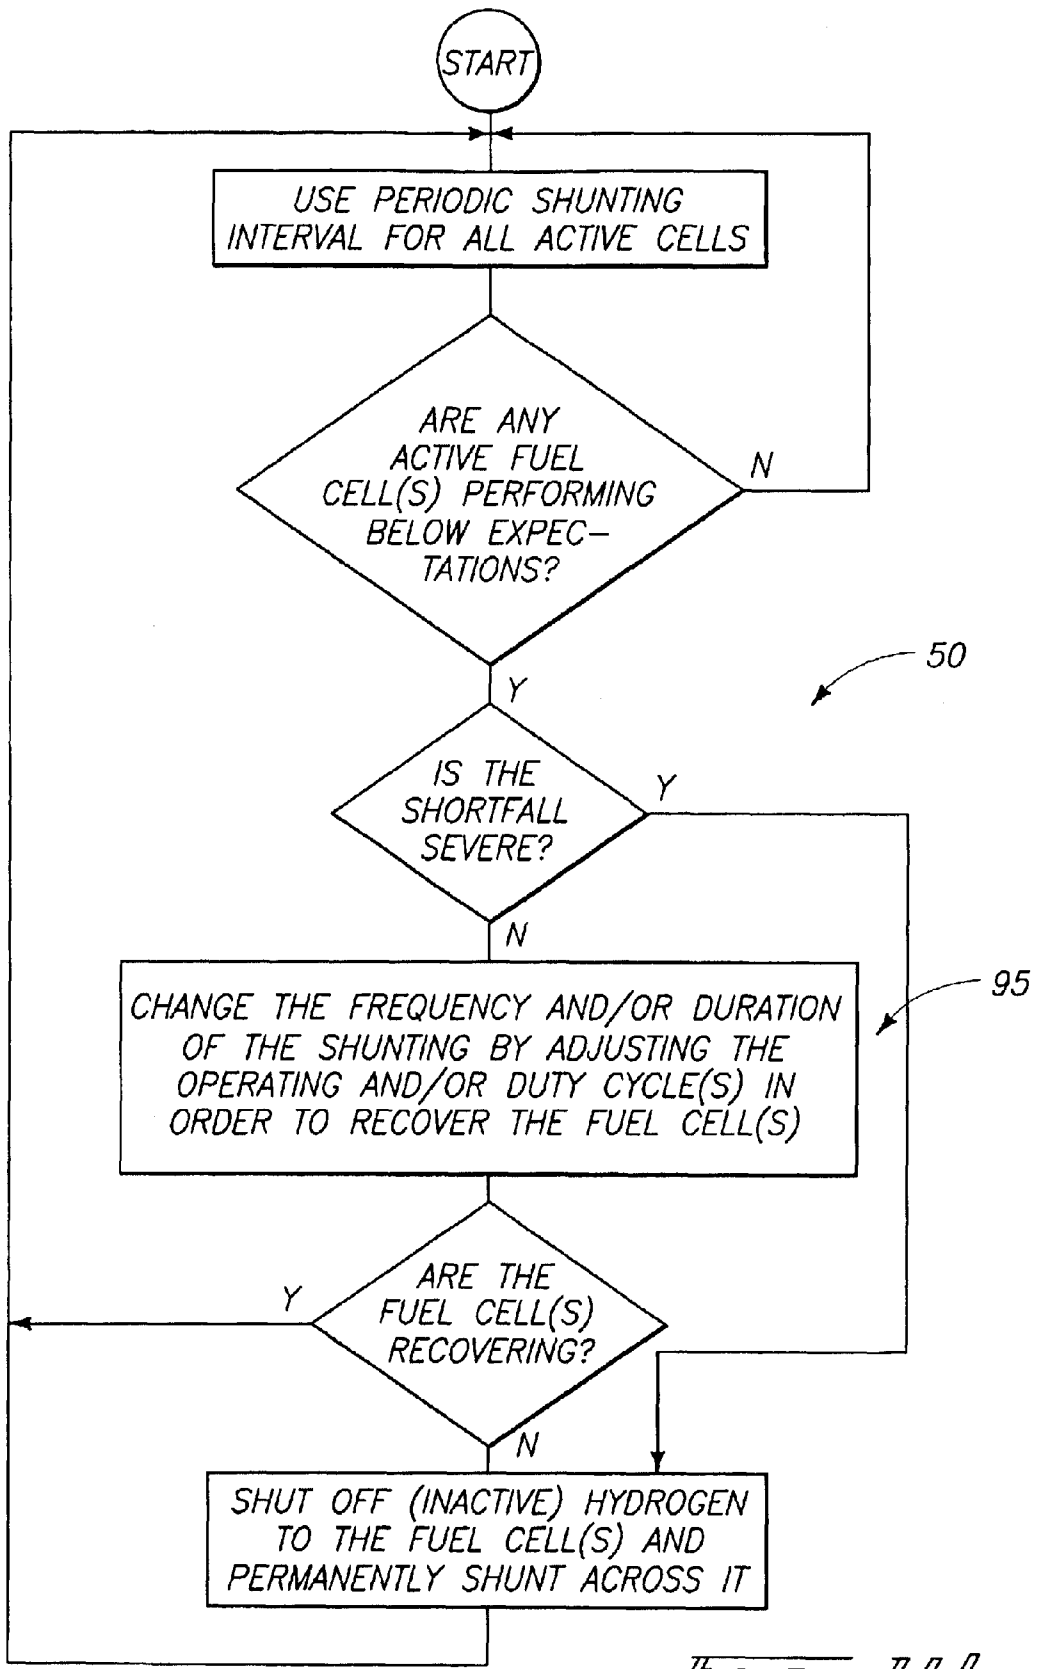 START
USE PERIODIC SHUNTING
INTERVAL FOR ALL ACTIVE CELLS
ARE ANY
ACTIVE FUEL
CELL(S) PERFORMING
BELOW EXPEC-
TATIONS?
N
50
Y
IS THE
SHORTFALL
SEVERE?
Y
N
95
CHANGE THE FREQUENCY AND/OR DURATION
OF THE SHUNTING BY ADJUSTING THE
OPERATING AND/OR DUTY CYCLE(S) IN
ORDER TO RECOVER THE FUEL CELL(S)
ARE THE
FUEL CELL(S)
RECOVERING?
Y
N
SHUT OFF (INACTIVE) HYDROGEN
TO THE FUEL CELL(S) AND
PERMANENTLY SHUNT ACROSS IT